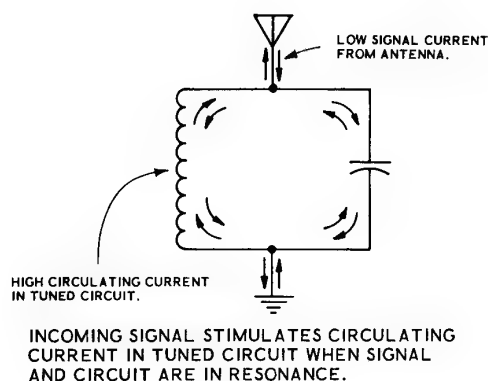 LOW SIGNAL CURRENT
FROM ANTENNA.
HIGH CIRCULATING CURRENT
IN TUNED CIRCUIT.
INCOMING SIGNAL STIMULATES CIRCULATING
CURRENT IN TUNED CIRCUIT WHEN SIGNAL
AND CIRCUIT ARE IN RESONANCE.